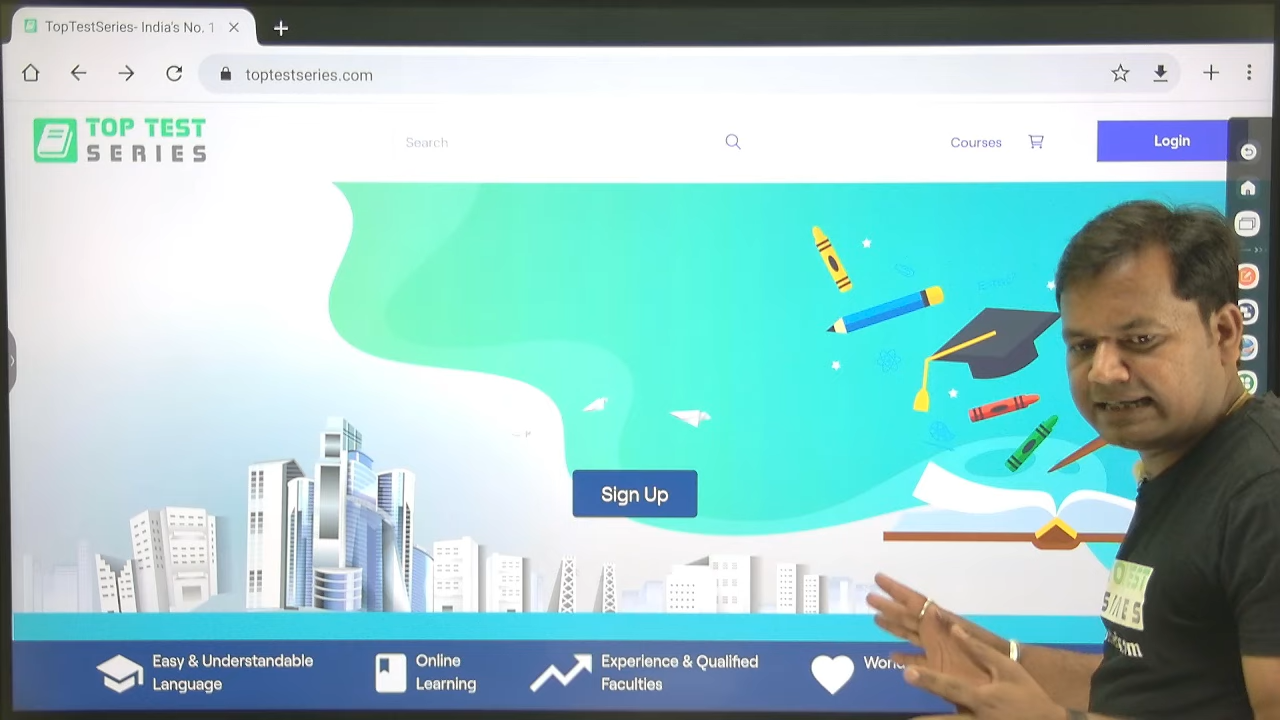 TopTestSeries- India's No. 1
toptestseries.com
TOP TEST
SERIES
Search
Courses
Login
Sign Up
Easy & Understandable
Language
Online
Learning
Experience & Qualified
Faculties